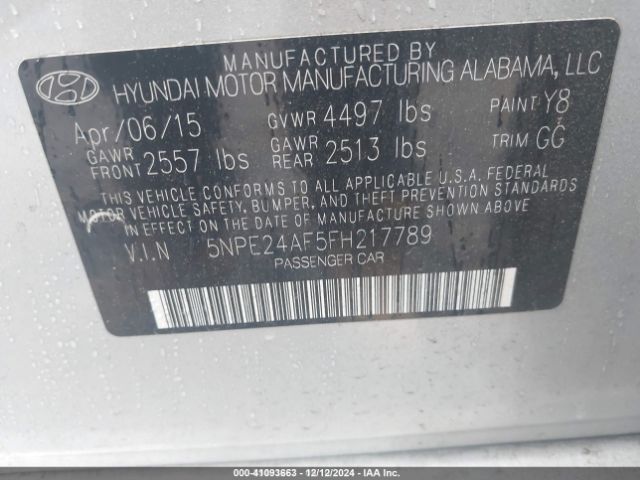 MANUFACTURED BY
HYUNDAI MOTOR MANUFACTURING ALABAMA, LLC
Apr/06/15 GVWR 4497 lbs PAINT Y8
GAWR FRONT 2557 lbs GAWR REAR 2513 lbs TRIM GG
THIS VEHICLE CONFORMS TO ALL APPLICABLE U.S.A. FEDERAL
MOTOR VEHICLE SAFETY, BUMPER, AND THEFT PREVENTION STANDARDS
IN EFFECT ON THE DATE OF MANUFACTURE SHOWN ABOVE.
V.I.N 5NPE24AF5FH217789
PASSENGER CAR
000-41093663 - 12/12/2024 - IAA Inc.